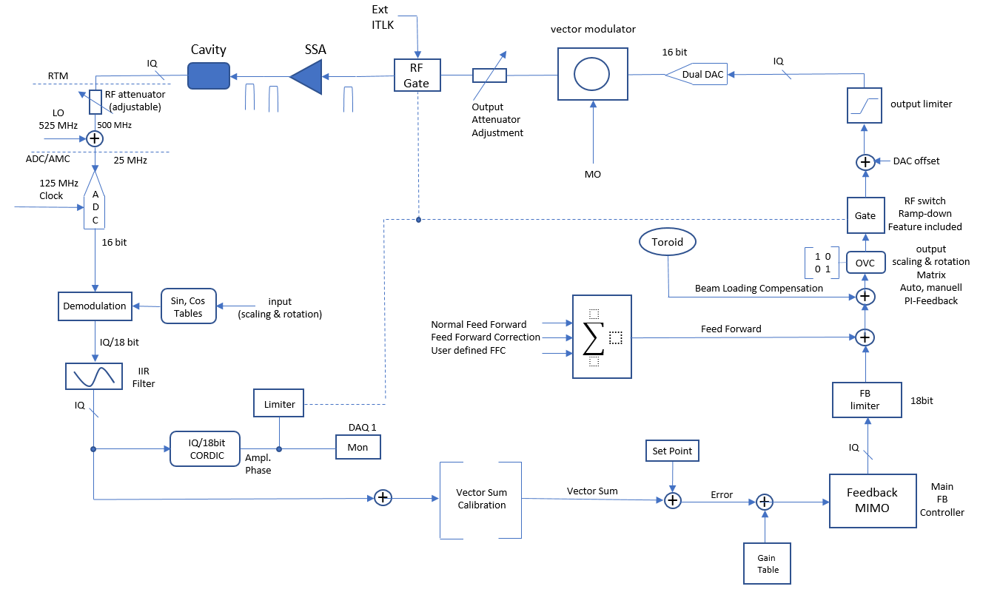 Ext
ITLK
vector modulator
Cavity
SSA
16 bit
IQ
IQ
RF
Gate
Dual DAC
RTM
RF attenuator
(adjustable)
Output
Attenuator
Adjustment
output limiter
LO
525 MHz
500 MHz
ADC/AMC
25 MHz
MO
DAC offset
125 MHz
Clock
A
D
C
Gate
RF switch
Ramp-down
Feature included
16 bit
Toroid
1 0
0 1
OVC
output
scaling & rotation
Matrix
Auto, manuell
PI-Feedback
Beam Loading Compensation
Demodulation
Sin, Cos
Tables
input
(scaling & rotation)
Normal Feed Forward
Feed Forward Correction
User defined FFC
∑
Feed Forward
IQ/18 bit
IIR
Filter
IQ
Limiter
FB
limiter
18bit
DAQ 1
Mon
IQ/18bit
CORDIC
Ampl.
Phase
Set Point
IQ
Vector Sum
Calibration
Vector Sum
Error
Feedback
MIMO
Main
FB
Controller
Gain
Table